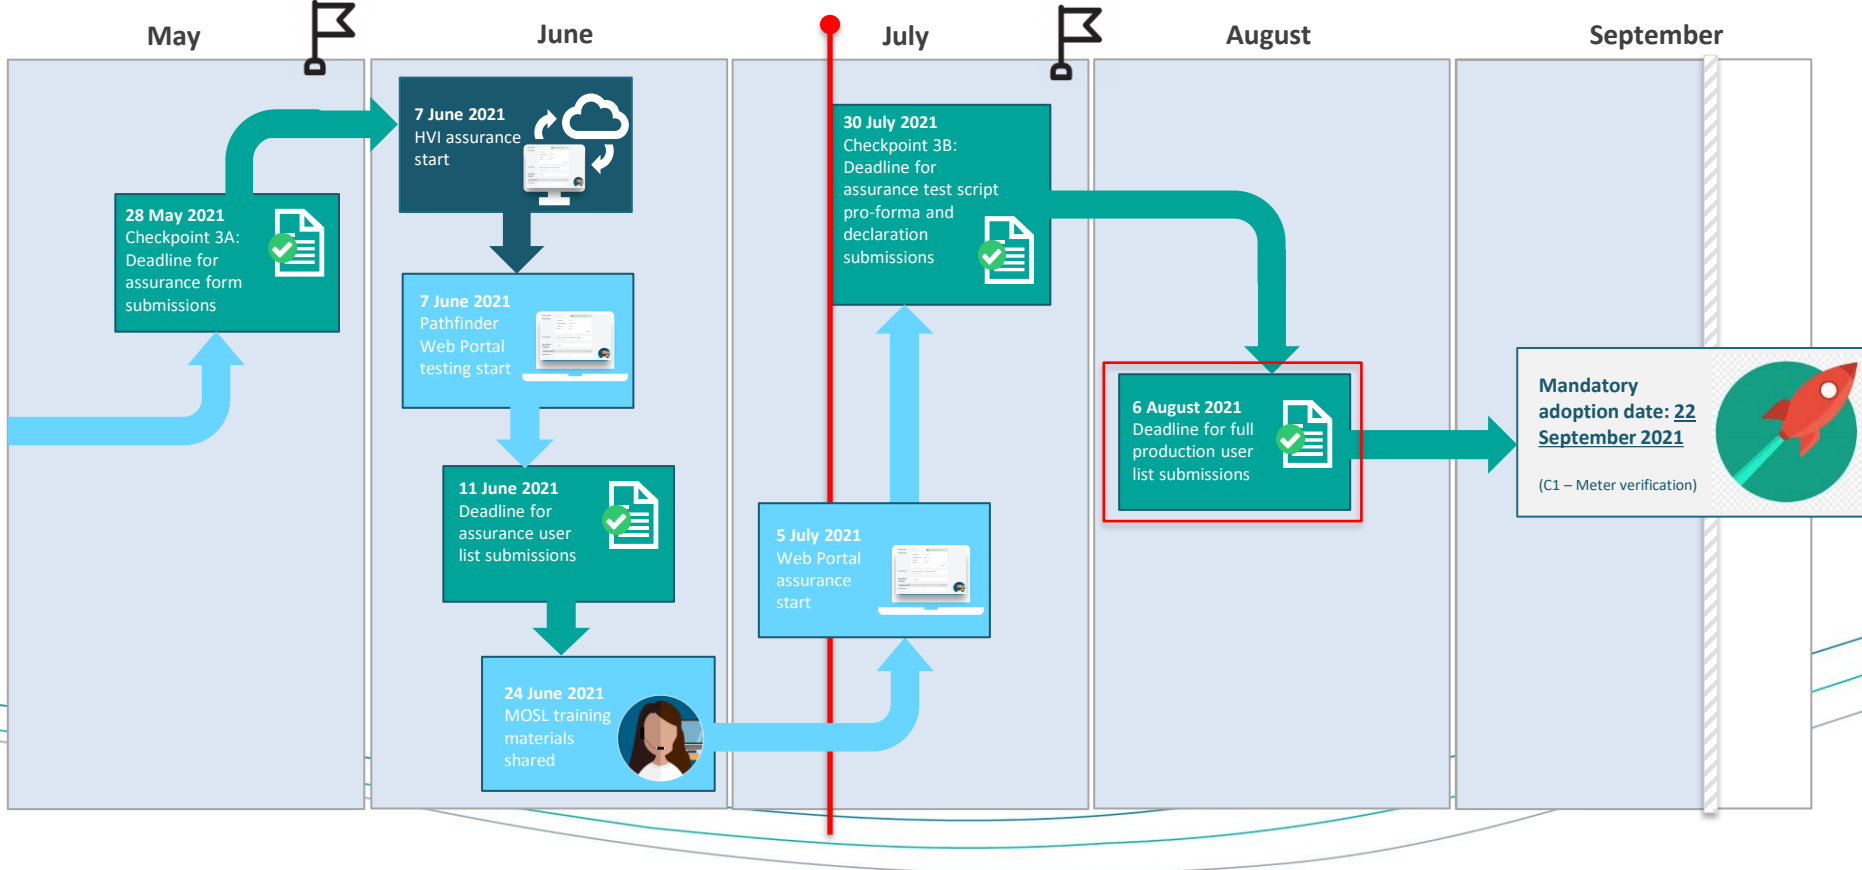 May
June
July
August
September
28 May 2021
Checkpoint 3A:
Deadline for
assurance form
submissions
7 June 2021
HVI assurance
start
7 June 2021
Pathfinder
Web Portal
testing start
11 June 2021
Deadline for
assurance user
list submissions
24 June 2021
MOSL training
materials
shared
5 July 2021
Web Portal
assurance
start
30 July 2021
Checkpoint 3B:
Deadline for
assurance test script
pro-forma and
declaration
submissions
6 August 2021
Deadline for full
production user
list submissions
Mandatory
adoption date: 22
September 2021
(C1 – Meter verification)